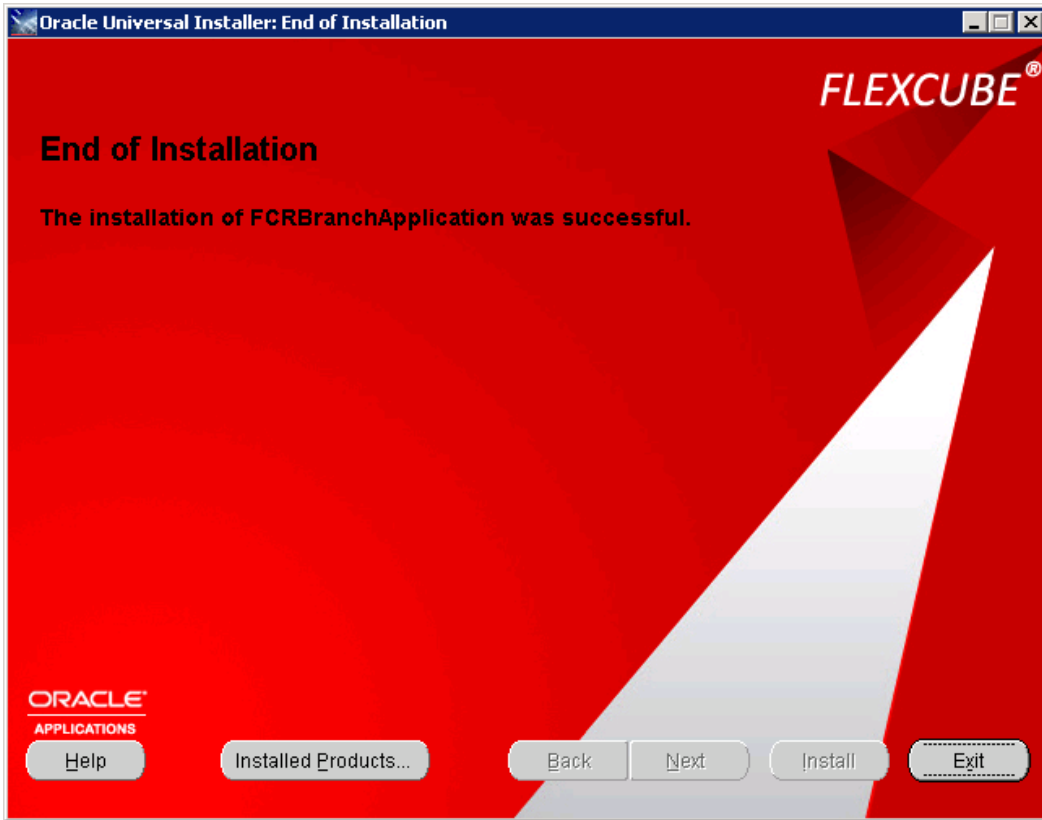 Oracle Universal Installer: End of Installation
FLEXCUBE®
End of Installation
The installation of FCRBranchApplication was successful.
ORACLE®
APPLICATIONS
Help
Installed Products...
Back
Next
Install
Exit